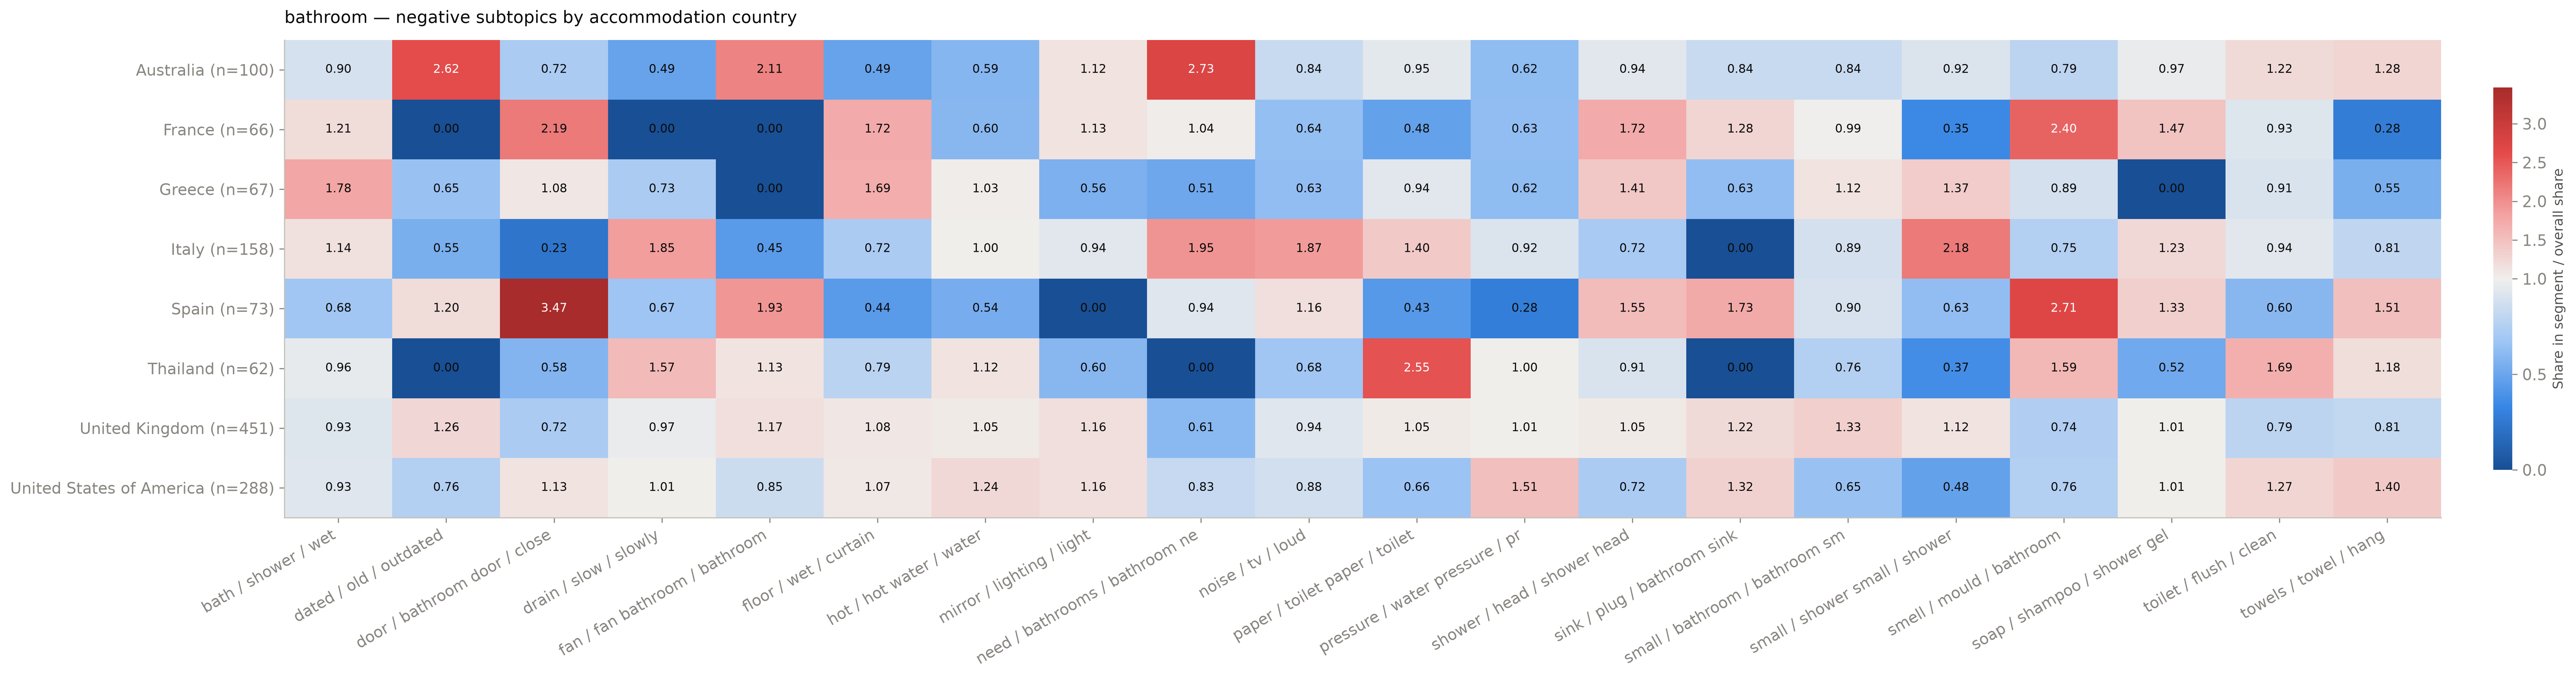 bathroom — negative subtopics by accommodation country
Australia (n=100) 0.90 2.62 0.72 0.49 2.11 0.49 0.59 1.12 2.73 0.84 0.95 0.62 0.94 0.84 0.84 0.92 0.79 0.97 1.22 1.28
France (n=66) 1.21 0.00 2.19 0.00 0.00 1.72 0.60 1.13 1.04 0.64 0.48 0.63 1.72 1.28 0.99 0.35 2.40 1.47 0.93 0.28
Greece (n=67) 1.78 0.65 1.08 0.73 0.00 1.69 1.03 0.56 0.51 0.63 0.94 0.62 1.41 0.63 1.12 1.37 0.89 0.00 0.91 0.55
Italy (n=158) 1.14 0.55 0.23 1.85 0.45 0.72 1.00 0.94 1.95 1.87 1.40 0.92 0.72 0.00 0.89 2.18 0.75 1.23 0.94 0.81
Spain (n=73) 0.68 1.20 3.47 0.67 1.93 0.44 0.54 0.00 0.94 1.16 0.43 0.28 1.55 1.73 0.90 0.63 2.71 1.33 0.60 1.51
Thailand (n=62) 0.96 0.00 0.58 1.57 1.13 0.79 1.12 0.60 0.00 0.68 2.55 1.00 0.91 0.00 0.76 0.37 1.59 0.52 1.69 1.18
United Kingdom (n=451) 0.93 1.26 0.72 0.97 1.17 1.08 1.05 1.16 0.61 0.94 1.05 1.01 1.05 1.22 1.33 1.12 0.74 1.01 0.79 0.81
United States of America (n=288) 0.93 0.76 1.13 1.01 0.85 1.07 1.24 1.16 0.83 0.88 0.66 1.51 0.72 1.32 0.65 0.48 0.76 1.01 1.27 1.40
bath / shower / wet
dated / old / outdated
door / bathroom door / close
drain / slow / slowly
fan / fan bathroom / bathroom
floor / wet / curtain
hot / hot water / water
mirror / lighting / light
need / bathrooms / bathroom ne
noise / tv / loud
paper / toilet paper / toilet
pressure / water pressure / pr
shower / head / shower head
sink / plug / bathroom sink
small / bathroom / bathroom sm
small / shower small / shower
smell / mould / bathroom
soap / shampoo / shower gel
toilet / flush / clean
towels / towel / hang
3.0
2.5
2.0
1.5
1.0
0.5
0.0
Share in segment / overall share